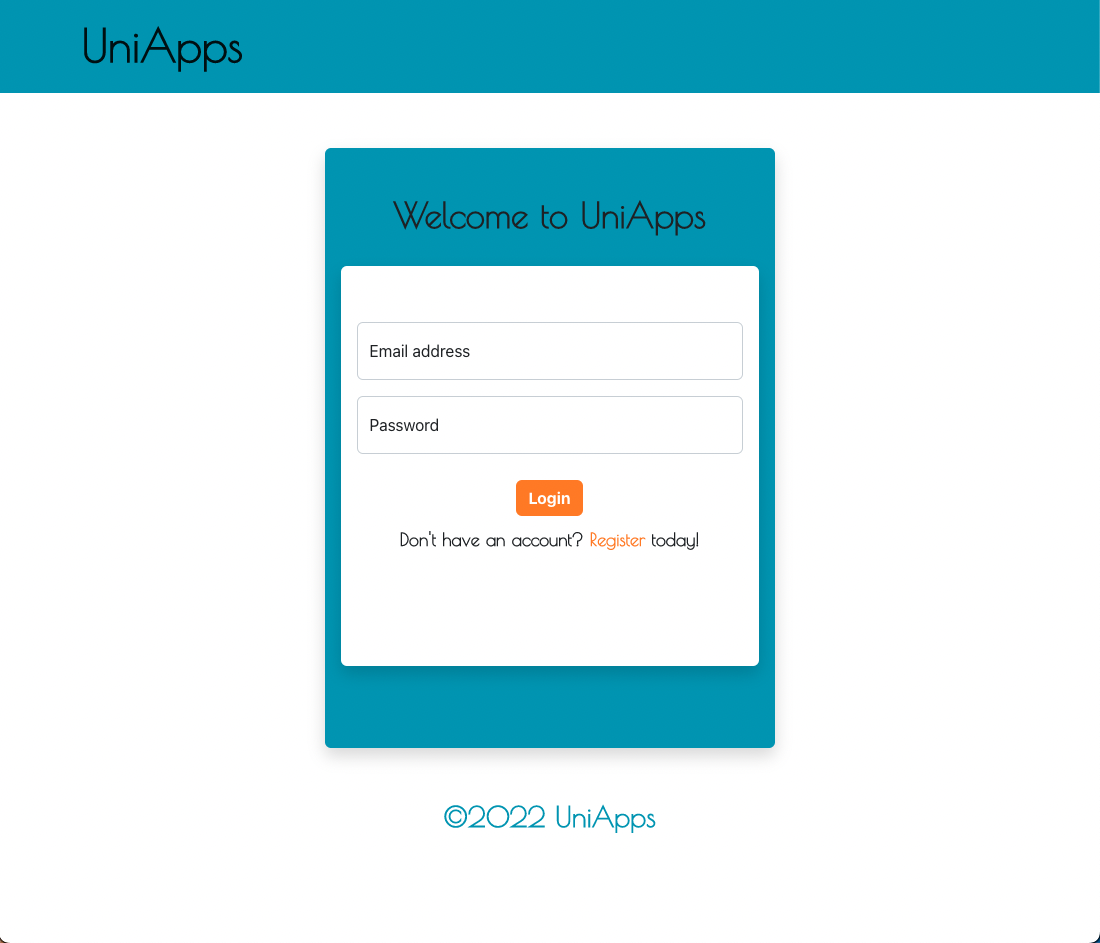 UniApps
Welcome to UniApps
Email address
Password
Login
Don't have an account? Register today!
©2022 UniApps